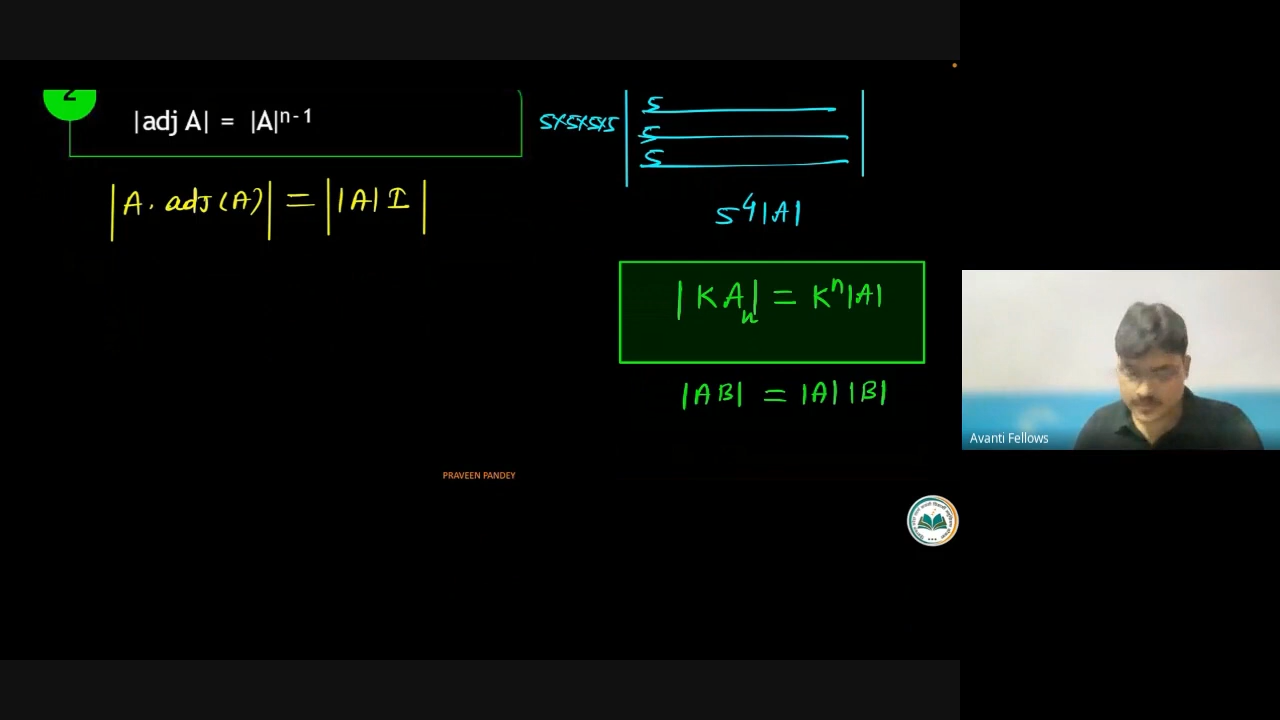 2
|adj A| = |A|ⁿ⁻¹
|A. adj(A)| = ||A| I|
5×5×5×5
5
5
5
5⁴|A|
|KAₙ| = Kⁿ|A|
|AB| = |A||B|
PRAVEEN PANDEY
Avanti Fellows